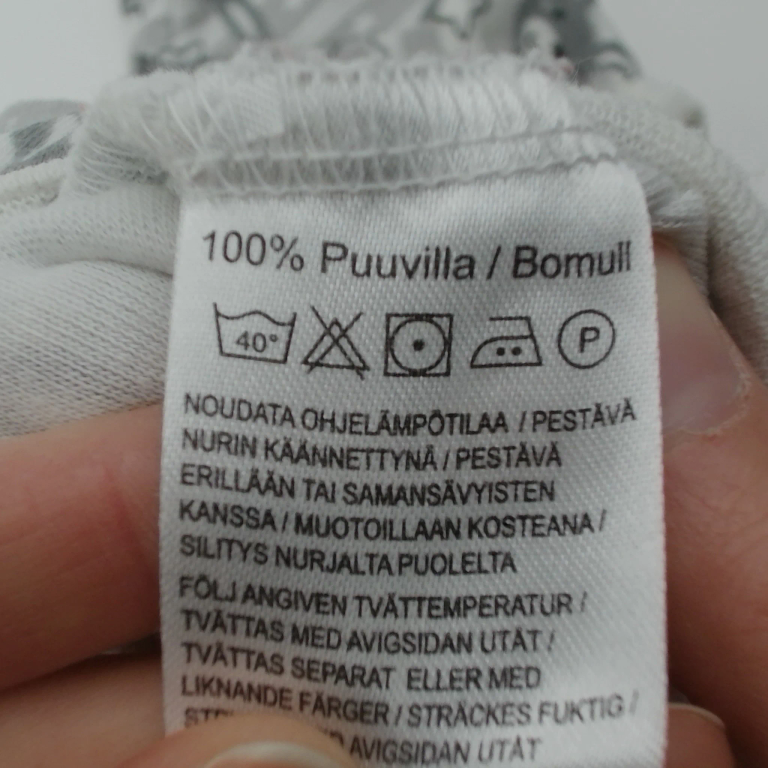 100% Puuvilla / Bomull
40° P
NOUDATA OHJELÄMPÖTILAA / PESTÄVÄ
NURIN KÄÄNNETTYNÄ / PESTÄVÄ
ERILLÄÄN TAI SAMANSÄVYISTEN
KANSSA / MUOTOILLAAN KOSTEANA /
SILITYS NURJALTA PUOLELTA
FÖLJ ANGIVEN TVÄTTEMPERATUR /
TVÄTTAS MED AVIGSIDAN UTÅT /
TVÄTTAS SEPARAT ELLER MED
LIKNANDE FÄRGER / STRÄCKES FUKTIG /
AVIGSIDAN UTÅT